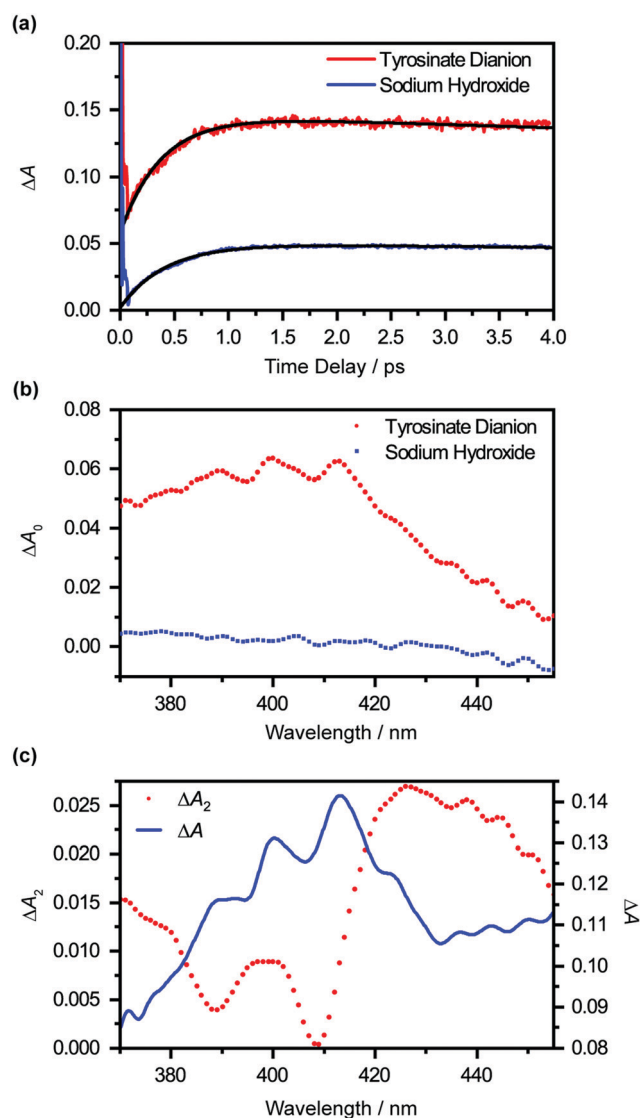 (a)
0.20
0.15
0.10
0.05
0.00
ΔA
Tyrosinate Dianion
Sodium Hydroxide
0.0 0.5 1.0 1.5 2.0 2.5 3.0 3.5 4.0
Time Delay / ps
(b)
0.08
0.06
0.04
0.02
0.00
ΔA0
Tyrosinate Dianion
Sodium Hydroxide
380 400 420 440
Wavelength / nm
(c)
0.025
0.020
0.015
0.010
0.005
0.000
ΔA2
ΔA2
ΔA
0.14
0.13
0.12
0.11
0.10
0.09
0.08
ΔA
380 400 420 440
Wavelength / nm